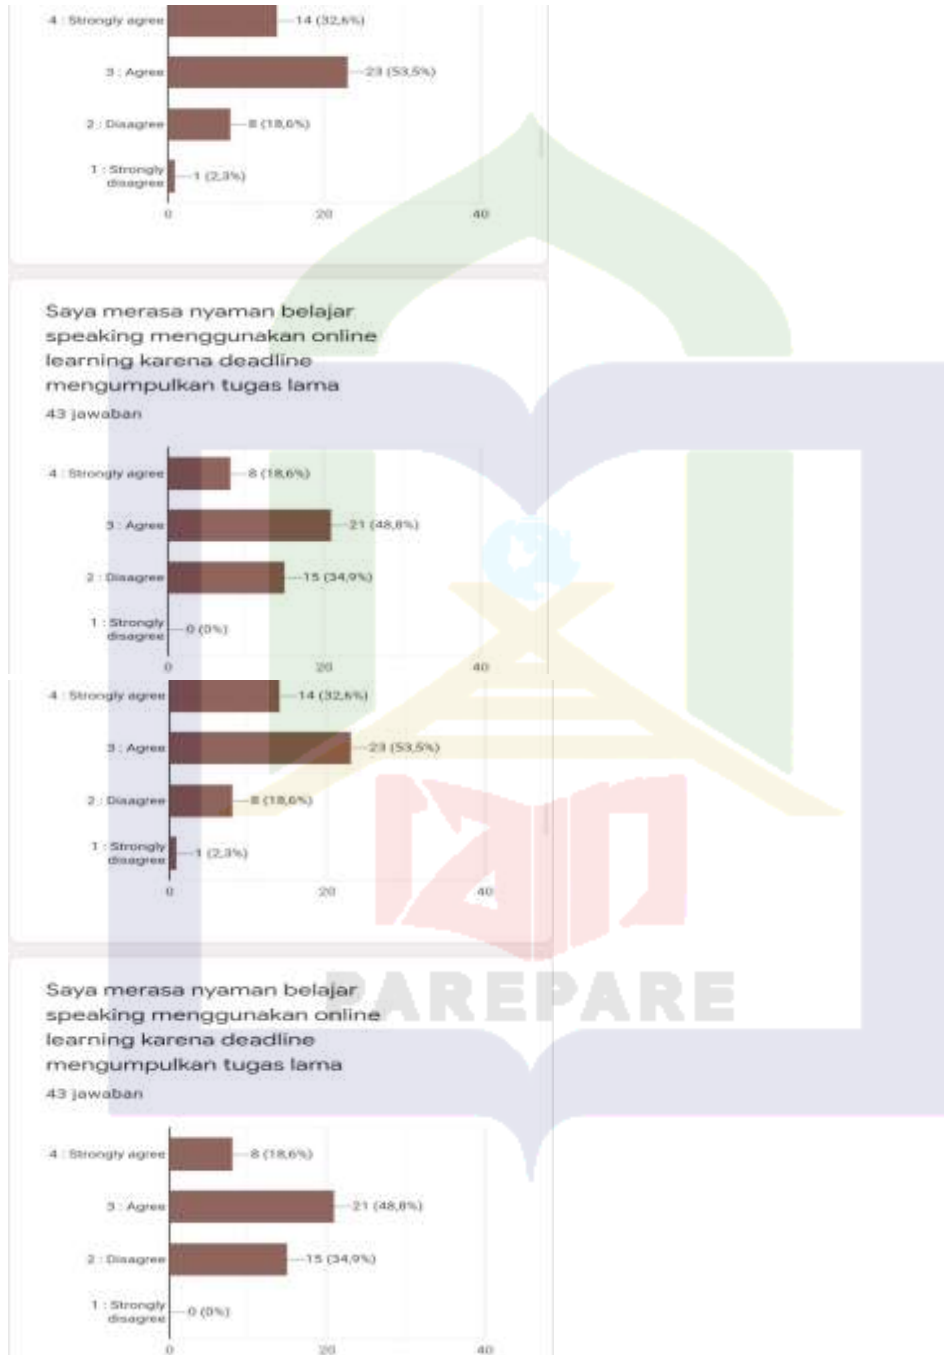 4 : Strongly agree 14 (32,6%)
3 : Agree 23 (53,5%)
2 : Disagree 8 (18,6%)
1 : Strongly
disagree 1 (2,3%)
0 20 40
Saya merasa nyaman belajar
speaking menggunakan online
learning karena deadline
mengumpulkan tugas lama
43 jawaban
4 : Strongly agree 8 (18,6%)
3 : Agree 21 (48,8%)
2 : Disagree 15 (34,9%)
1 : Strongly
disagree 0 (0%)
0 20 40
4 : Strongly agree 14 (32,6%)
3 : Agree 23 (53,5%)
2 : Disagree 8 (18,6%)
1 : Strongly
disagree 1 (2,3%)
0 20 40
PAREPARE
Saya merasa nyaman belajar
speaking menggunakan online
learning karena deadline
mengumpulkan tugas lama
43 jawaban
4 : Strongly agree 8 (18,6%)
3 : Agree 21 (48,8%)
2 : Disagree 15 (34,9%)
1 : Strongly
disagree 0 (0%)
0 20 40